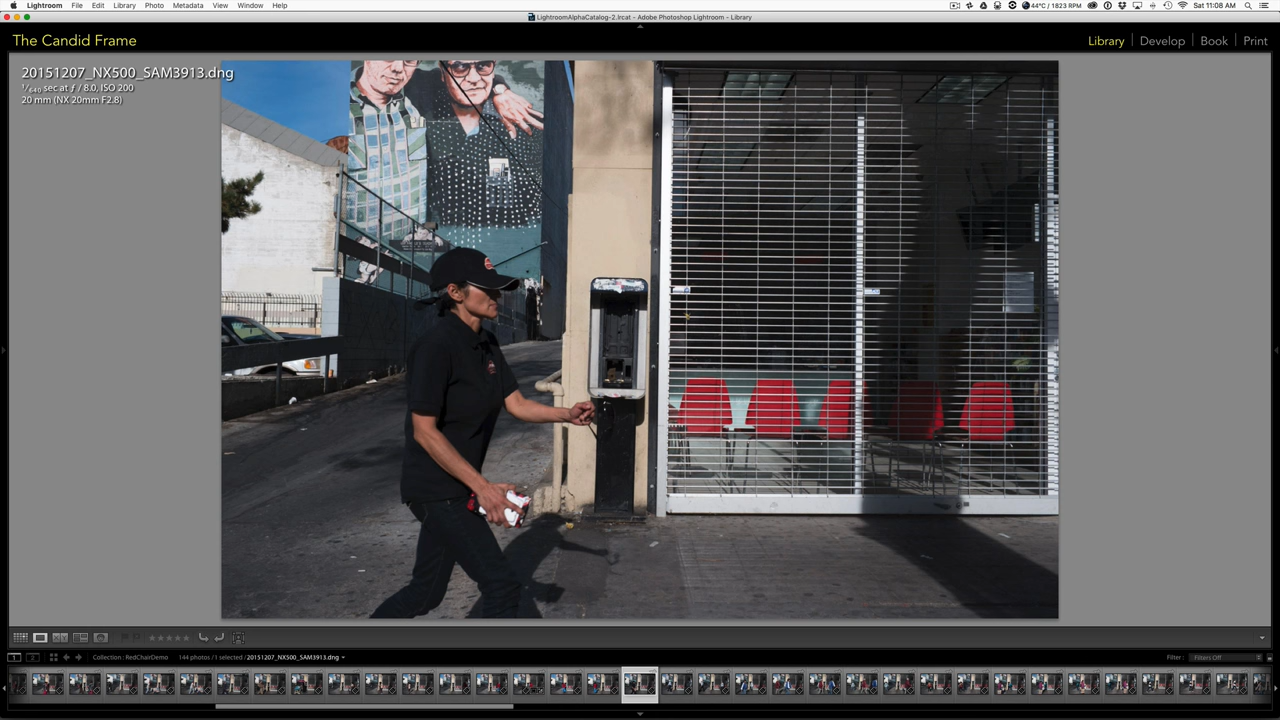 Lightroom File Edit Library Photo Metadata View Window Help
44°C / 1823 RPM Sat 11:08 AM
LightroomAlphaCatalog-2.lrcat - Adobe Photoshop Lightroom - Library
The Candid Frame
Library | Develop | Book | Print
20151207_NX500_SAM3913.dng
1/640 sec at f / 8.0, ISO 200
20 mm (NX 20mm F2.8)
1 2 Collection : RedChairDemo 144 photos / 1 selected / 20151207_NX500_SAM3913.dng Filter : Filters Off